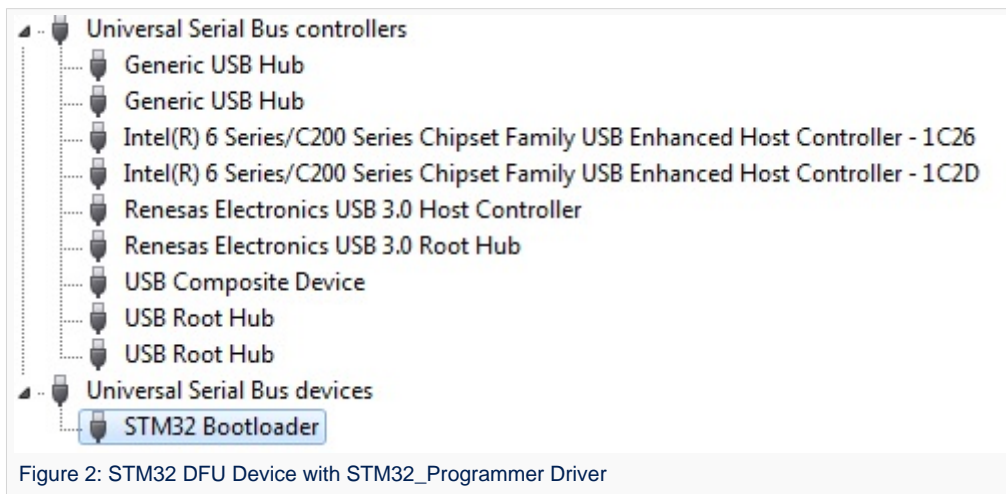 Universal Serial Bus controllers
Generic USB Hub
Generic USB Hub
Intel(R) 6 Series/C200 Series Chipset Family USB Enhanced Host Controller - 1C26
Intel(R) 6 Series/C200 Series Chipset Family USB Enhanced Host Controller - 1C2D
Renesas Electronics USB 3.0 Host Controller
Renesas Electronics USB 3.0 Root Hub
USB Composite Device
USB Root Hub
USB Root Hub
Universal Serial Bus devices
STM32 Bootloader
Figure 2: STM32 DFU Device with STM32_Programmer Driver